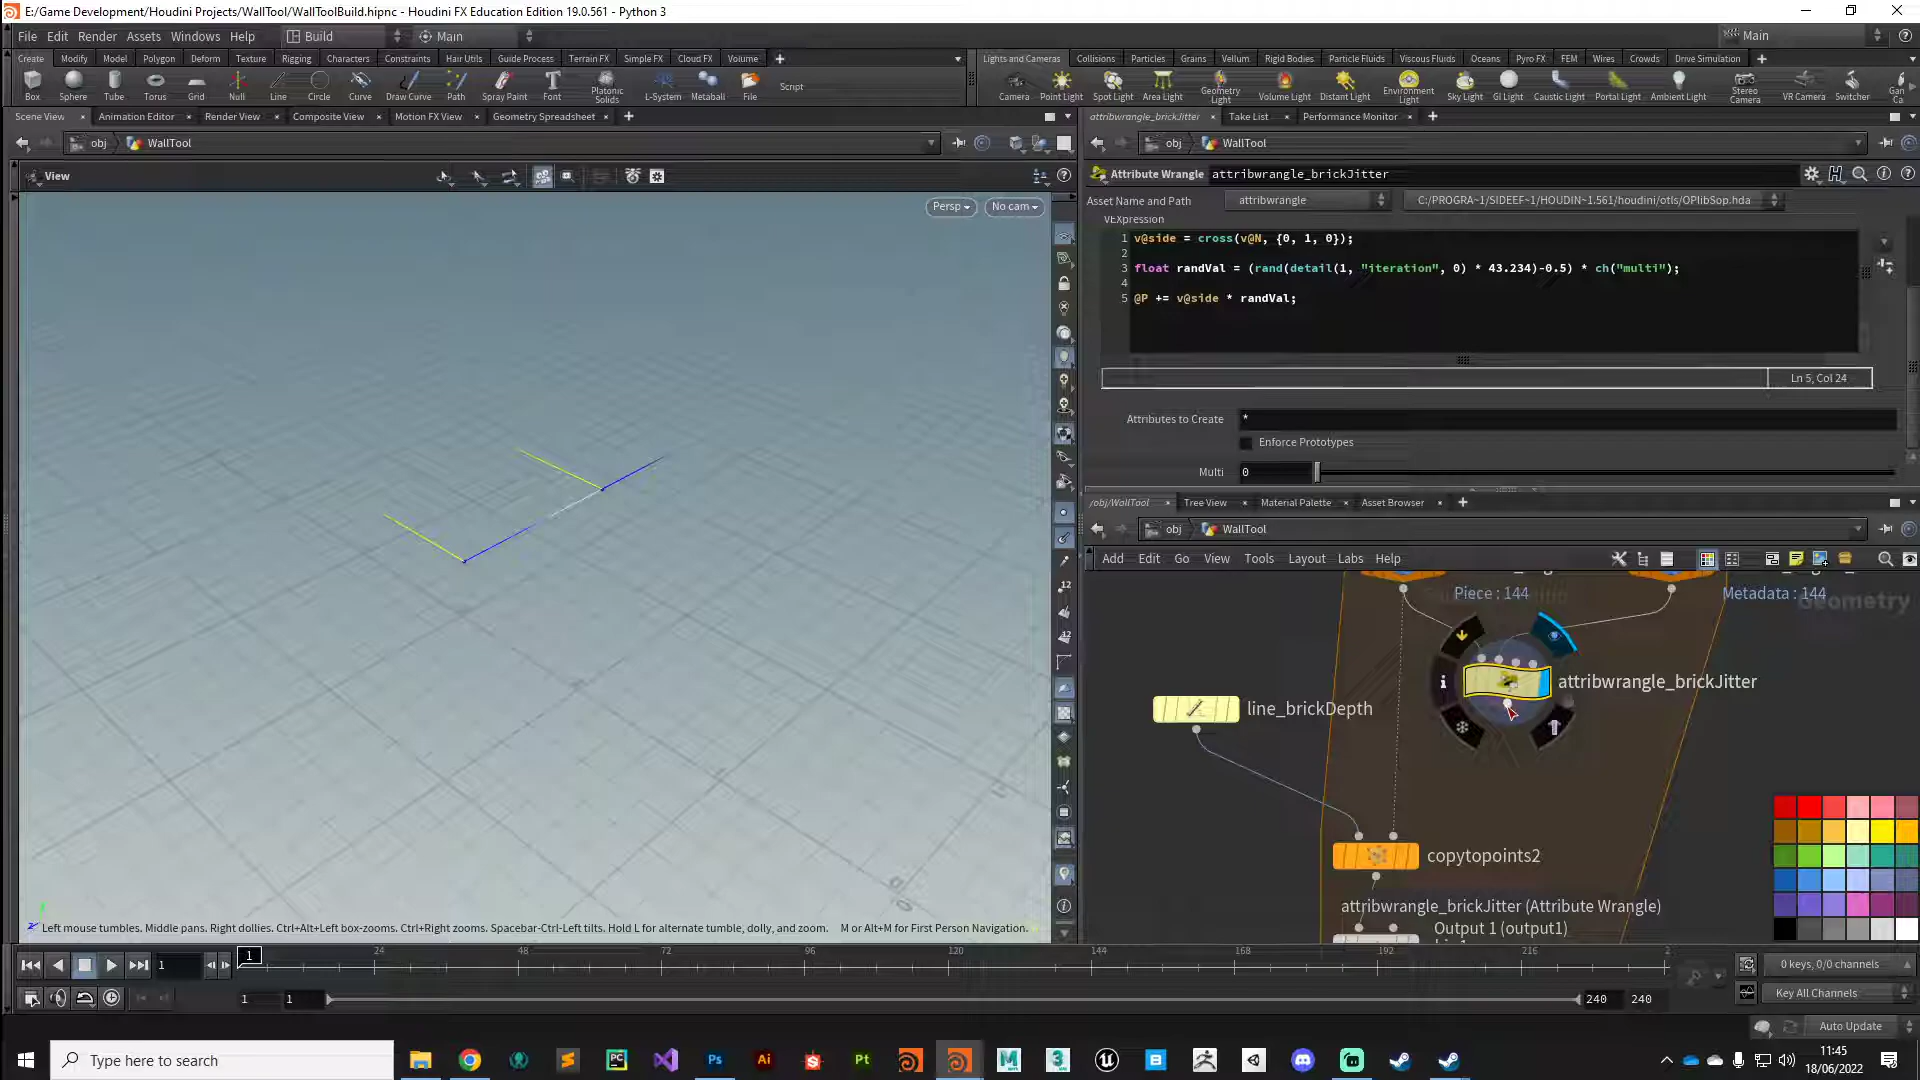 E:/Game Development/Houdini Projects/WallTool/WallToolBuild.hipnc - Houdini FX Education Edition 19.0.561 - Python 3
File Edit Render Assets Windows Help Build Main Main
Create Modify Model Polygon Deform Texture Rigging Characters Constraints Hair Utils Guide Process Terrain FX Simple FX Cloud FX Volume
Lights and Cameras Collisions Particles Grains Vellum Rigid Bodies Particle Fluids Viscous Fluids Oceans Pyro FX FEM Wires Crowds Drive Simulation
Box Sphere Tube Torus Grid Null Line Circle Curve Draw Curve Path Spray Paint Font Platonic Solids L-System Metaball File Script
Camera Point Light Spot Light Area Light Geometry Light Volume Light Distant Light Environment Light Sky Light GI Light Caustic Light Portal Light Ambient Light Stereo Camera VR Camera Switcher
Scene View Animation Editor Render View Composite View Motion FX View Geometry Spreadsheet
attribwrangle_brickJitter Take List Performance Monitor
obj WallTool
obj WallTool
View
Persp No cam
Attribute Wrangle attribwrangle_brickJitter
Asset Name and Path attribwrangle C:/PROGRA~1/SIDEEF~1/HOUDIN~1.561/houdini/otls/OPlibSop.hda
VEXpression
1 v@side = cross(v@N, {0, 1, 0});
2
3 float randVal = (rand(detail(1, "iteration", 0) * 43.234)-0.5) * ch("multi");
4
5 @P += v@side * randVal;
Ln 5, Col 24
Attributes to Create *
Enforce Prototypes
Multi 0
/obj/WallTool Tree View Material Palette Asset Browser
obj WallTool
Add Edit Go View Tools Layout Labs Help
Piece : 144
Metadata : 144
Geometry
attribwrangle_brickJitter
line_brickDepth
copytopoints2
attribwrangle_brickJitter (Attribute Wrangle)
Output 1 (output1)
Left mouse tumbles. Middle pans. Right dollies. Ctrl+Alt+Left box-zooms. Ctrl+Right zooms. Spacebar-Ctrl-Left tilts. Hold L for alternate tumble, dolly, and zoom. M or Alt+M for First Person Navigation.
1 1 24 48 72 96 120 144 168 192 216 2
0 keys, 0/0 channels
1 1 240 240
Key All Channels
Auto Update
Type here to search
11:45
18/06/2022